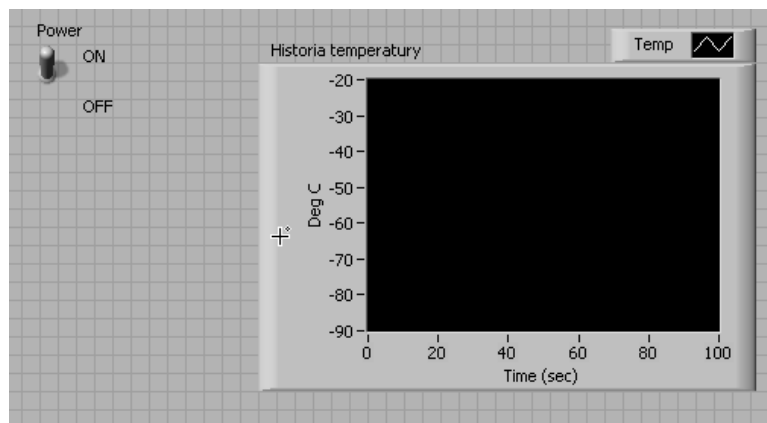 Power
ON
OFF
Historia temperatury
Temp
-20
-30
-40
-50
-60
-70
-80
-90
Deg C
0 20 40 60 80 100
Time (sec)